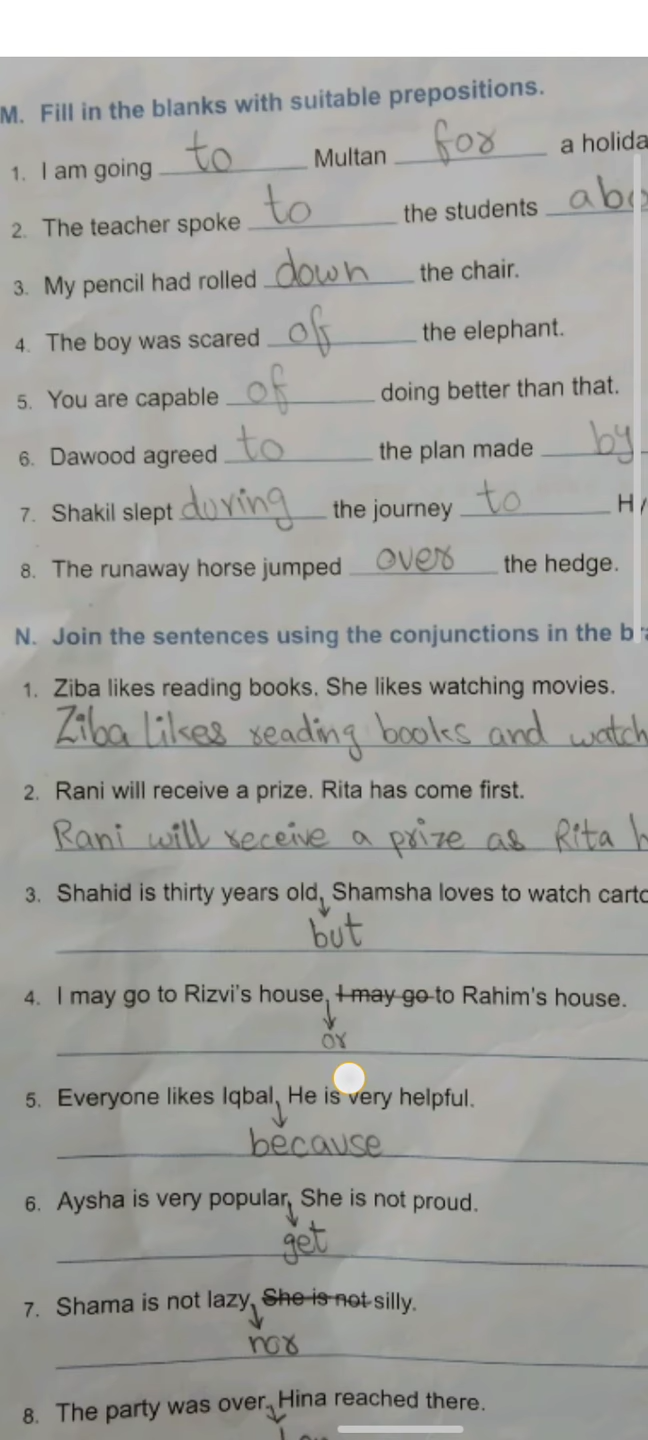 M. Fill in the blanks with suitable prepositions.
1. I am going to Multan for a holida
2. The teacher spoke to the students abo
3. My pencil had rolled down the chair.
4. The boy was scared of the elephant.
5. You are capable of doing better than that.
6. Dawood agreed to the plan made by
7. Shakil slept during the journey to Hy
8. The runaway horse jumped over the hedge.
N. Join the sentences using the conjunctions in the b
1. Ziba likes reading books. She likes watching movies.
Ziba likes reading books and watch
2. Rani will receive a prize. Rita has come first.
Rani will receive a prize as Rita h
3. Shahid is thirty years old, Shamsha loves to watch carto
but
4. I may go to Rizvi's house, I may go to Rahim's house.
or
5. Everyone likes Iqbal, He is very helpful.
because
6. Aysha is very popular, She is not proud.
get
7. Shama is not lazy, She is not silly.
nor
8. The party was over, Hina reached there.